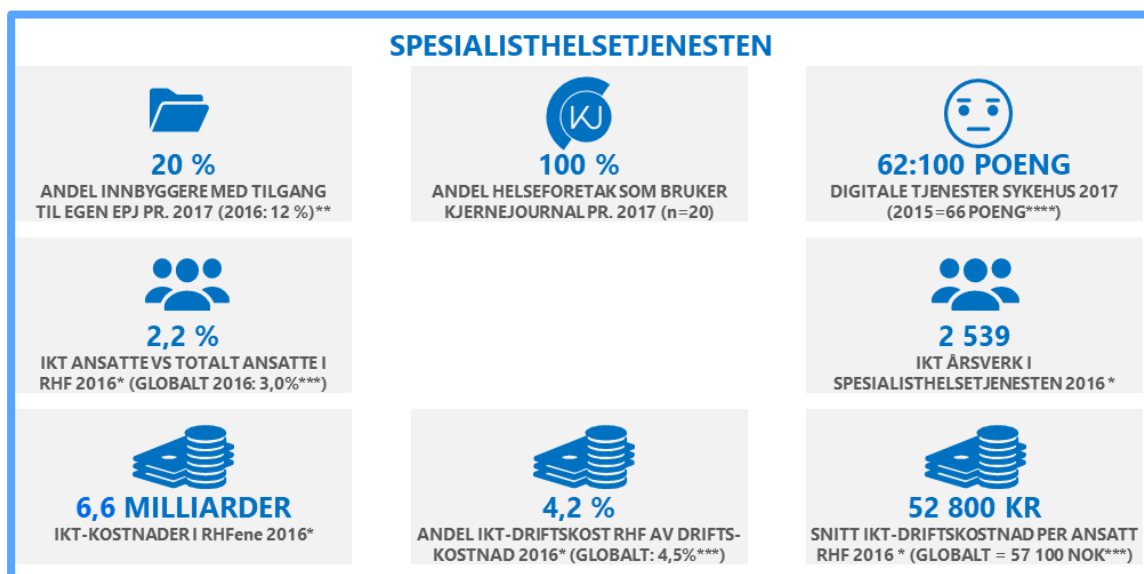 SPESIALISTHELSETJENESTEN
20 %
ANDEL INNBYGGERE MED TILGANG
TIL EGEN EPJ PR. 2017 (2016: 12 %)**
KJ
100 %
ANDEL HELSEFORETAK SOM BRUKER
KJERNEJOURNAL PR. 2017 (n=20)
62:100 POENG
DIGITALE TJENESTER SYKEHUS 2017
(2015=66 POENG****)
2,2 %
IKT ANSATTE VS TOTALT ANSATTE I
RHF 2016* (GLOBALT 2016: 3,0%***)
2 539
IKT ÅRSVERK I
SPESIALISTHELSETJENESTEN 2016 *
6,6 MILLIARDER
IKT-KOSTNADER I RHFene 2016*
4,2 %
ANDEL IKT-DRIFTSKOST RHF AV DRIFTS-
KOSTNAD 2016* (GLOBALT: 4,5%***)
52 800 KR
SNITT IKT-DRIFTSKOSTNAD PER ANSATT
RHF 2016 * (GLOBALT = 57 100 NOK***)